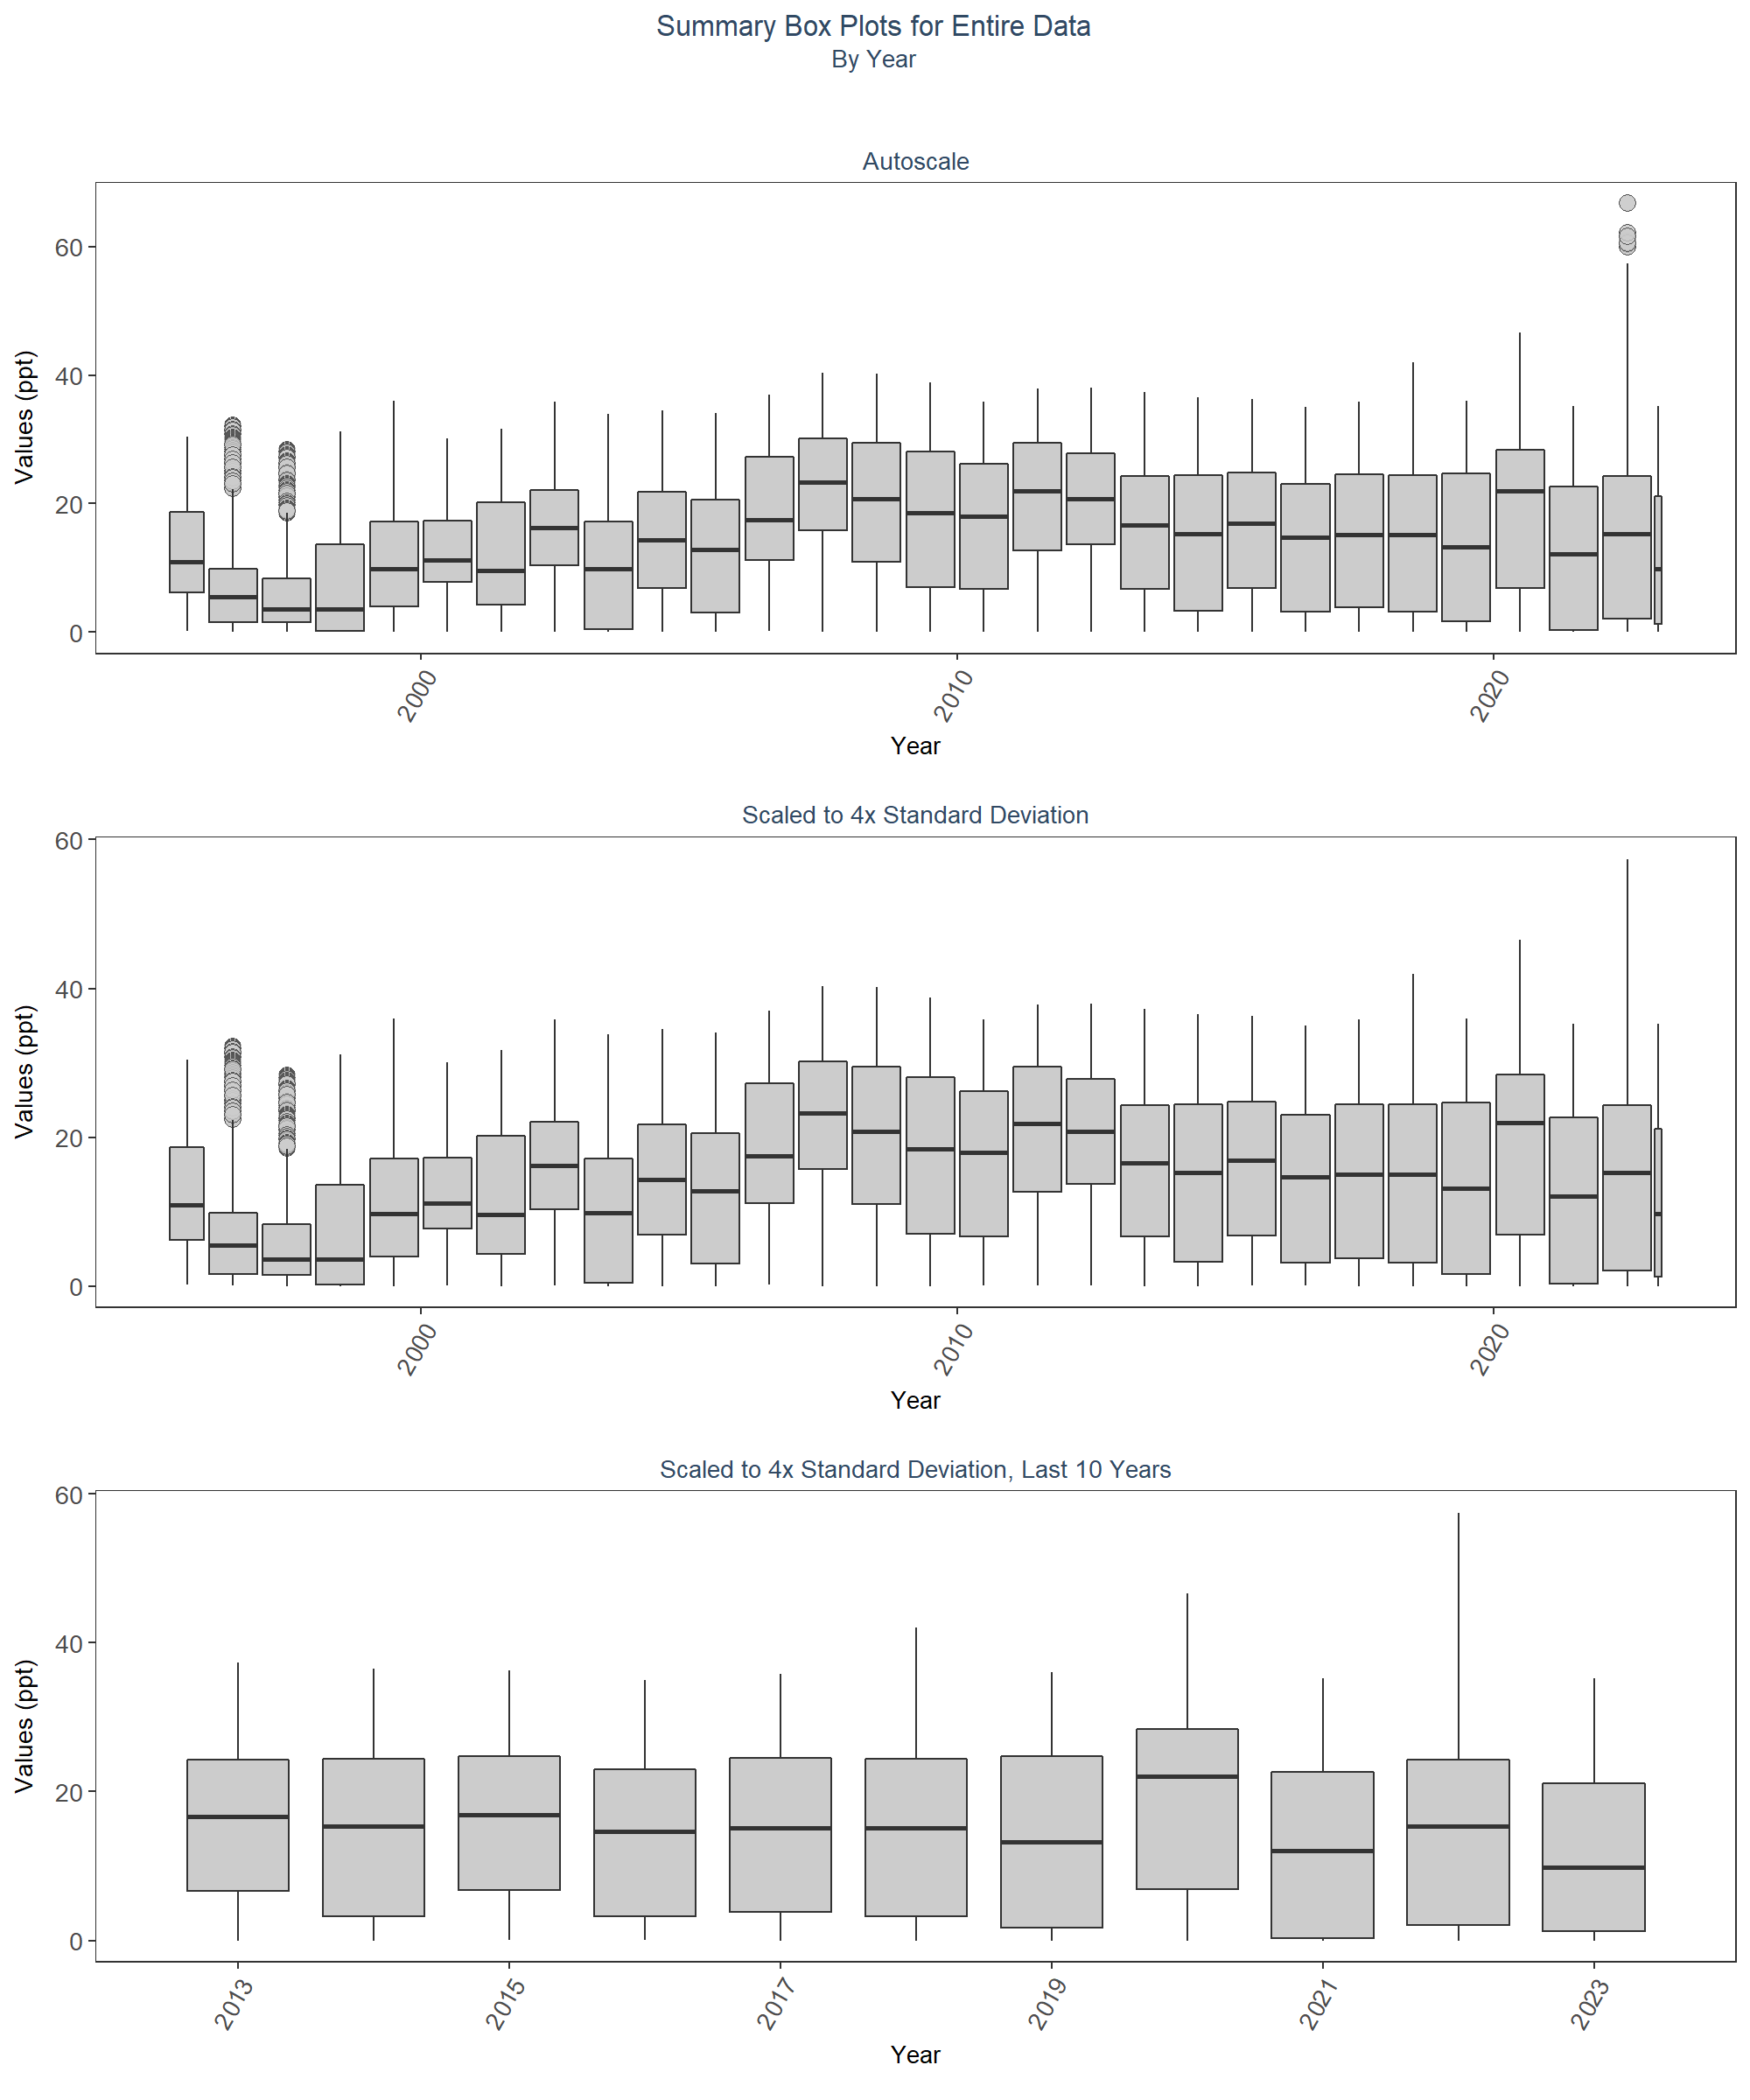 Summary Box Plots for Entire Data
By Year
Autoscale
Values (ppt)
60
40
20
0
2000
2010
2020
Year
Scaled to 4x Standard Deviation
Values (ppt)
60
40
20
0
2000
2010
2020
Year
Scaled to 4x Standard Deviation, Last 10 Years
Values (ppt)
60
40
20
0
2013
2015
2017
2019
2021
2023
Year